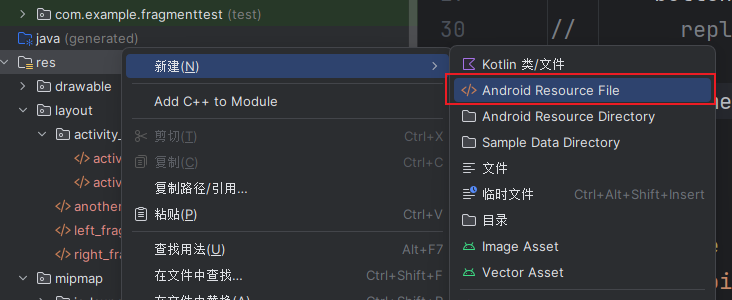 com.example.fragmenttest (test)
java (generated)
res
drawable
layout
activity_
activ
activ
anothe
left_frag
right_fra
mipmap
新建(N)
Add C++ to Module
剪切(T) Ctrl+X
复制(C) Ctrl+C
复制路径/引用...
粘贴(P) Ctrl+V
查找用法(U) Alt+F7
在文件中查找... Ctrl+Shift+F
30 // repl
Kotlin 类/文件
Android Resource File
Android Resource Directory
Sample Data Directory
文件
临时文件 Ctrl+Alt+Shift+Insert
目录
Image Asset
Vector Asset